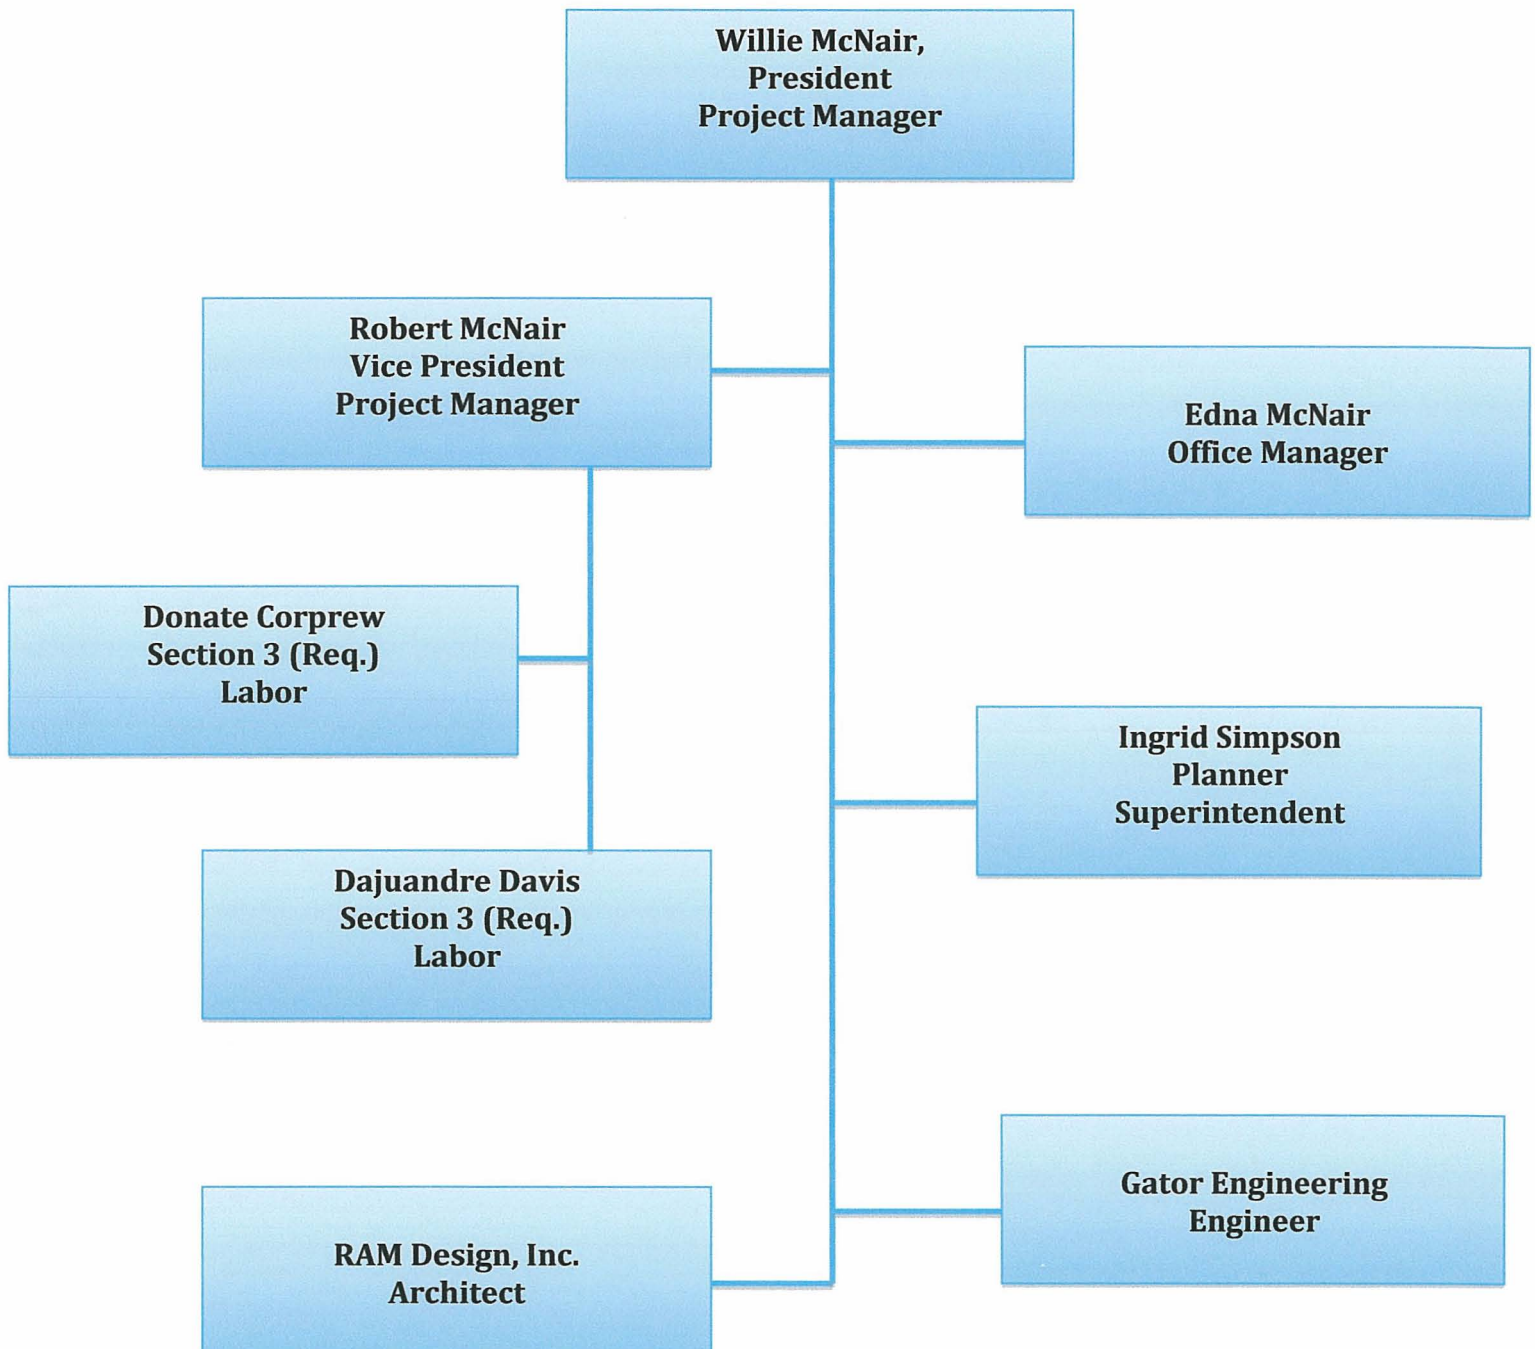 Willie McNair,
President
Project Manager
Robert McNair
Vice President
Project Manager
Edna McNair
Office Manager
Donate Corprew
Section 3 (Req.)
Labor
Ingrid Simpson
Planner
Superintendent
Dajuandre Davis
Section 3 (Req.)
Labor
Gator Engineering
Engineer
RAM Design, Inc.
Architect